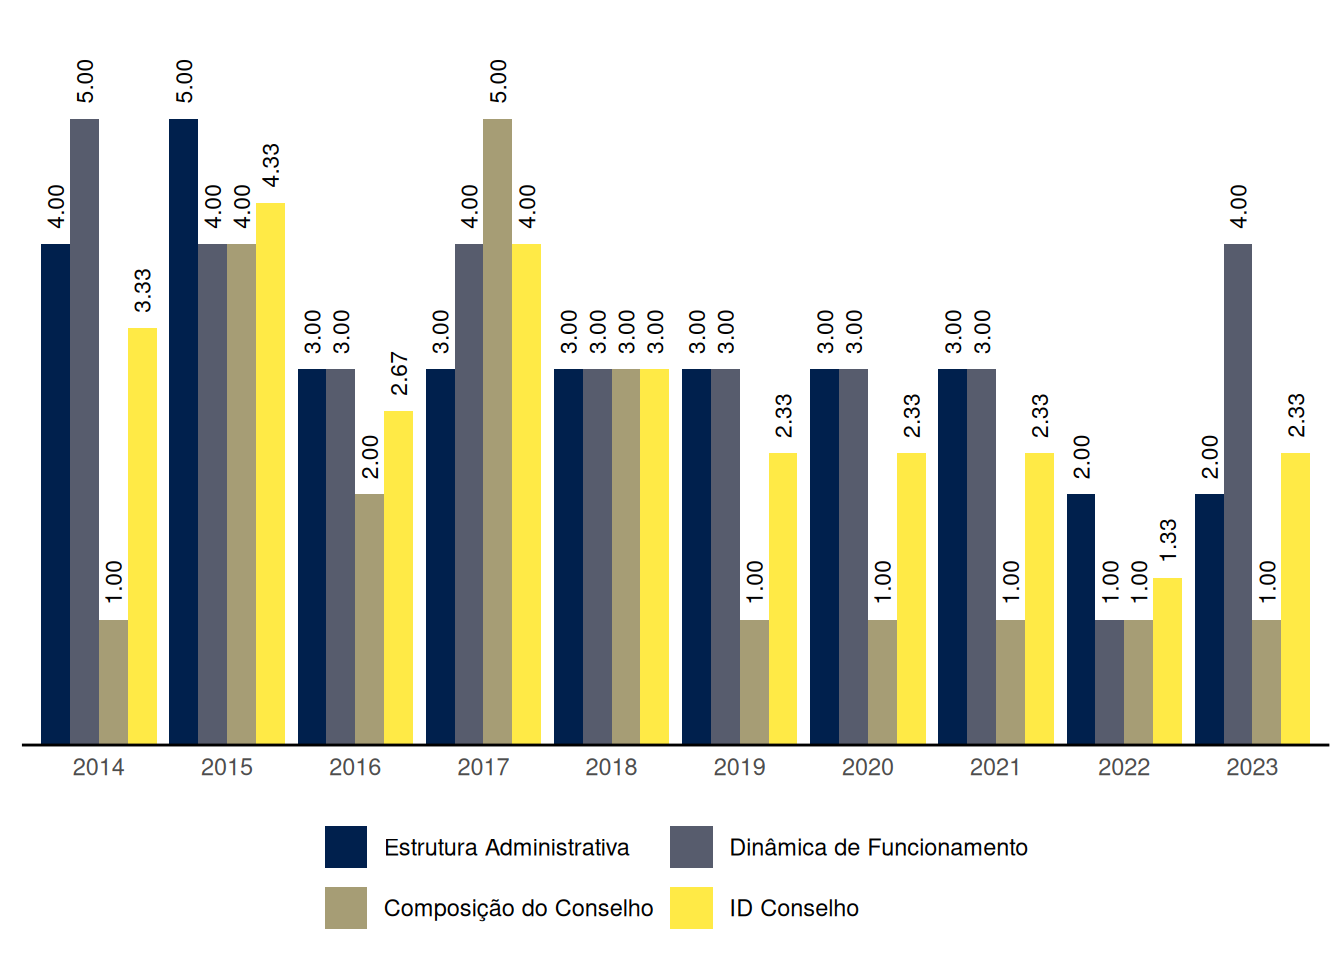 4.00 5.00 1.00 3.33
5.00 4.00 4.00 4.33
3.00 3.00 2.00 2.67
3.00 4.00 5.00 4.00
3.00 3.00 3.00 3.00
3.00 3.00 1.00 2.33
3.00 3.00 1.00 2.33
3.00 3.00 1.00 2.33
2.00 1.00 1.00 1.33
2.00 4.00 1.00 2.33
2014 2015 2016 2017 2018 2019 2020 2021 2022 2023
Estrutura Administrativa Dinâmica de Funcionamento
Composição do Conselho ID Conselho